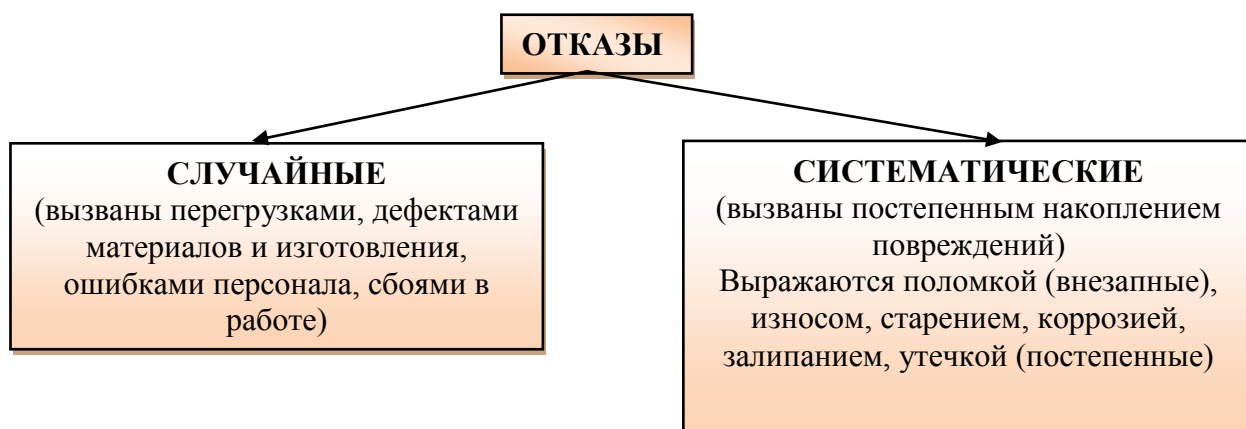 ОТКАЗЫ
СЛУЧАЙНЫЕ
(вызваны перегрузками, дефектами
материалов и изготовления,
ошибками персонала, сбоями в
работе)
СИСТЕМАТИЧЕСКИЕ
(вызваны постепенным накоплением
повреждений)
Выражаются поломкой (внезапные),
износом, старением, коррозией,
залипанием, утечкой (постепенные)